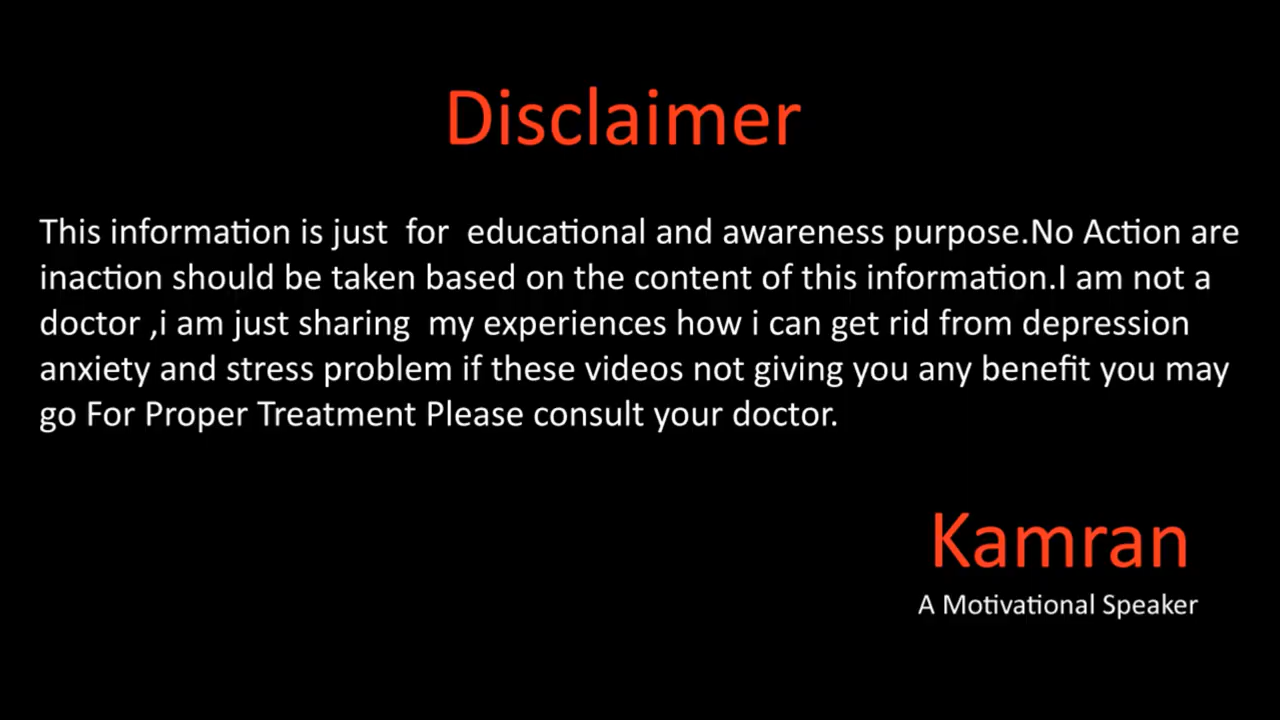 Disclaimer
This information is just  for  educational and awareness purpose.No Action are
inaction should be taken based on the content of this information.I am not a
doctor ,i am just sharing  my experiences how i can get rid from depression
anxiety and stress problem if these videos not giving you any benefit you may
go For Proper Treatment Please consult your doctor.
Kamran
A Motivational Speaker